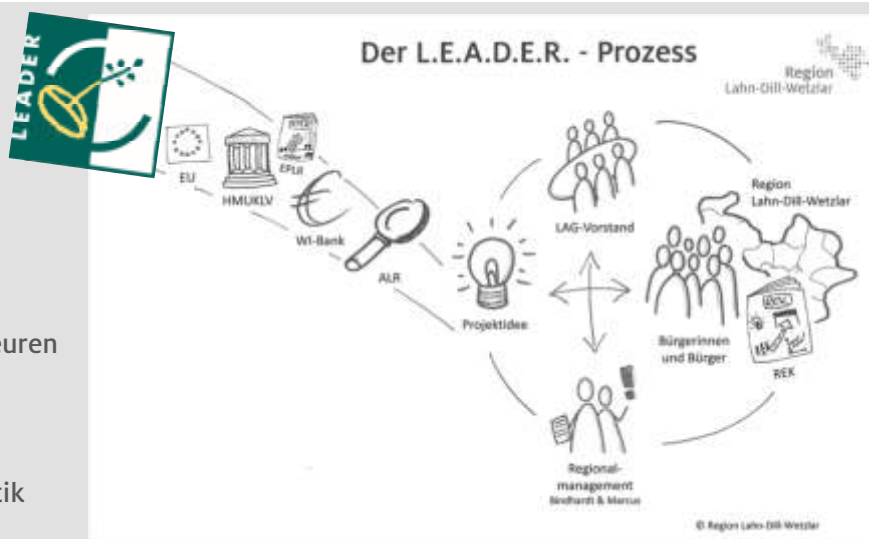 LEADER
Der L.E.A.D.E.R. - Prozess
Region
Lahn-Dill-Wetzlar
EU
HMUKLV
EPLR
WI-Bank
ALR
Projektidee
LAG-Vorstand
Region
Lahn-Dill-Wetzlar
Bürgerinnen
und Bürger
REK
Regional-
management
Bindhardt & Marcus
© Region Lahn-Dill-Wetzlar
euren
tik